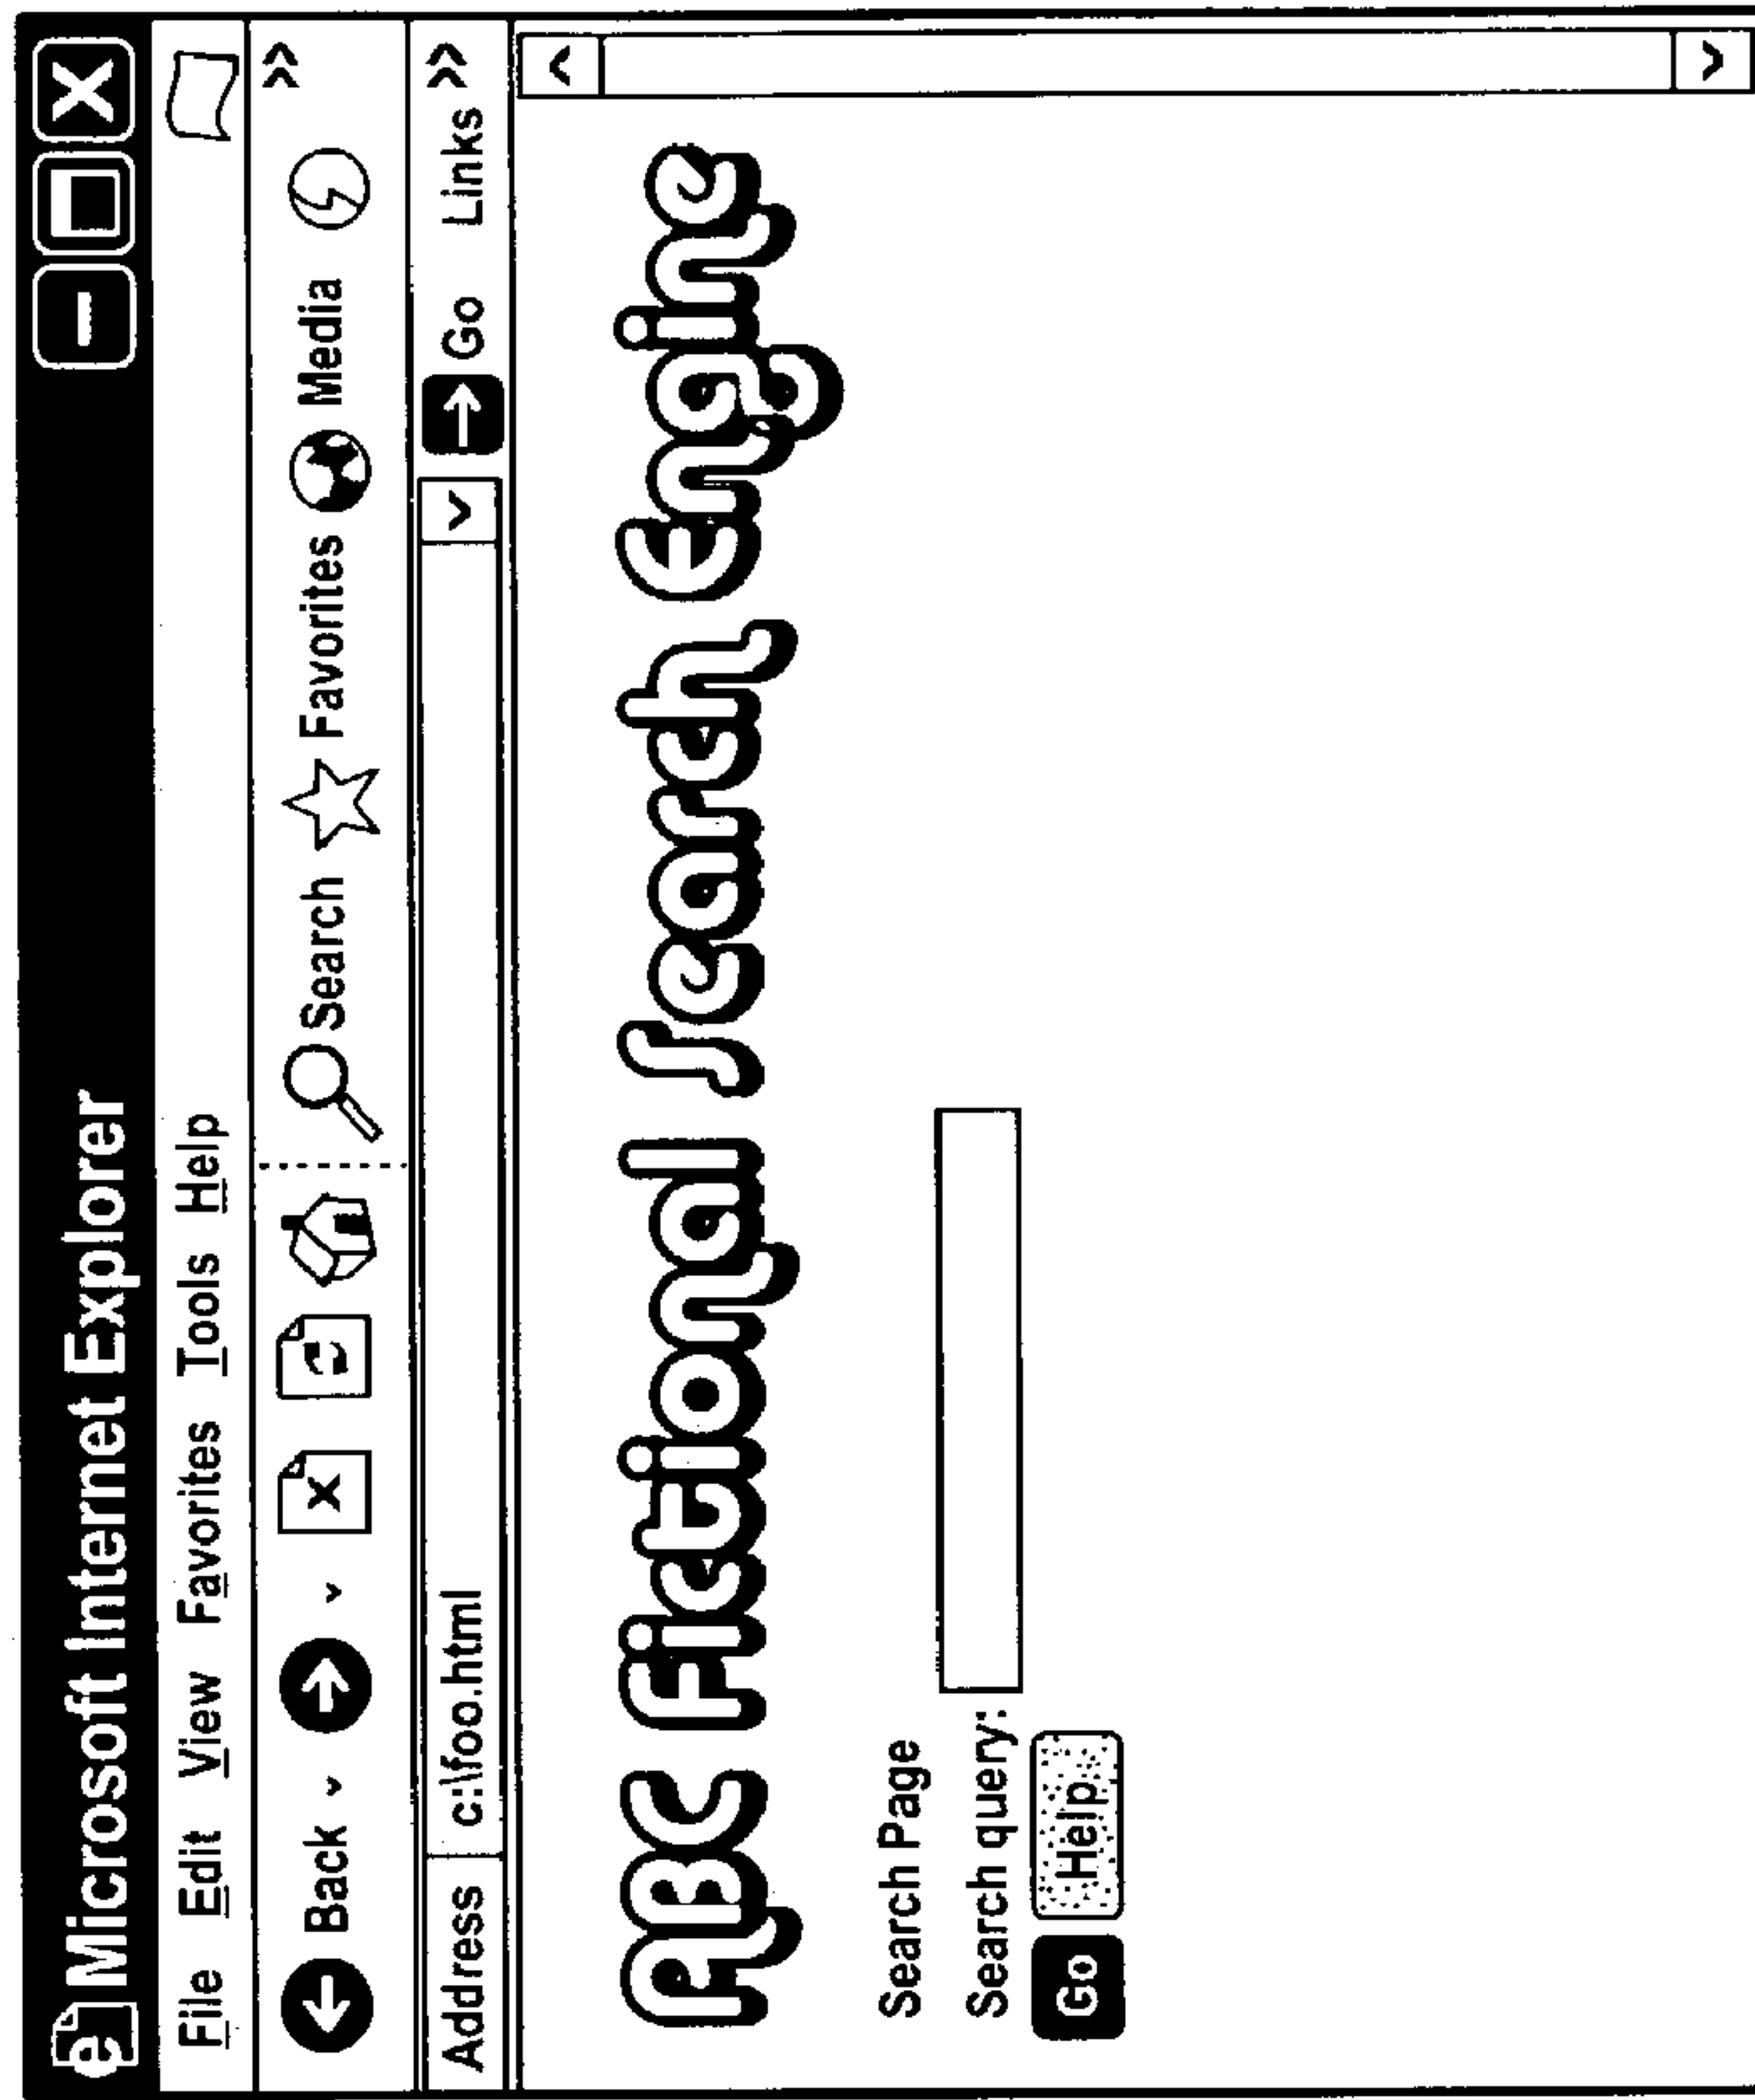 Microsoft Internet Explorer
File Edit View Favorites Tools Help
Back Search Favorites Media
Address c:\foo.html Go Links
ABC Fictional Search Engine
Search Page
Search query:
Go Help